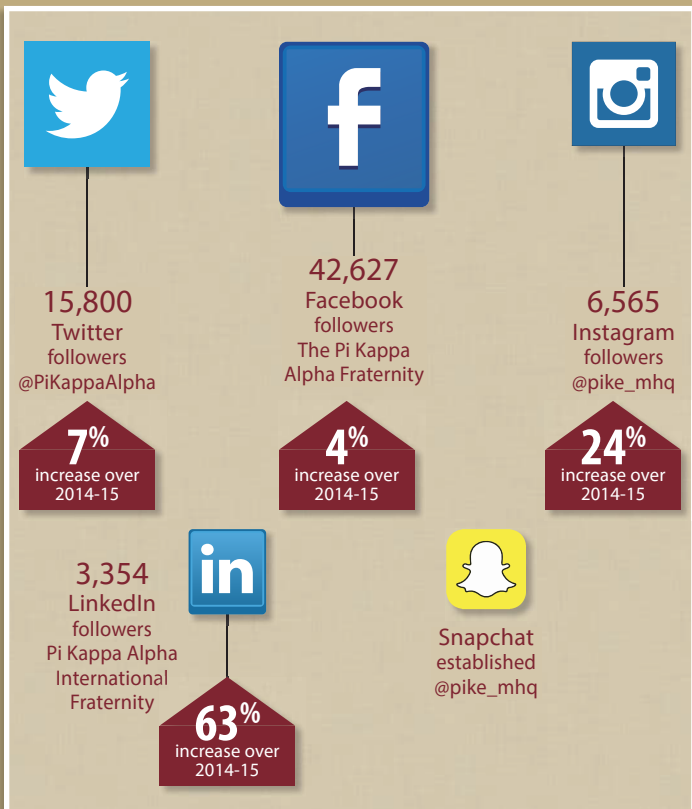 15,800
Twitter
followers
@PiKappaAlpha
7%
increase over
2014-15
42,627
Facebook
followers
The Pi Kappa
Alpha Fraternity
4%
increase over
2014-15
6,565
Instagram
followers
@pike_mhq
24%
increase over
2014-15
3,354
LinkedIn
followers
Pi Kappa Alpha
International
Fraternity
in
63%
increase over
2014-15
Snapchat
established
@pike_mhq